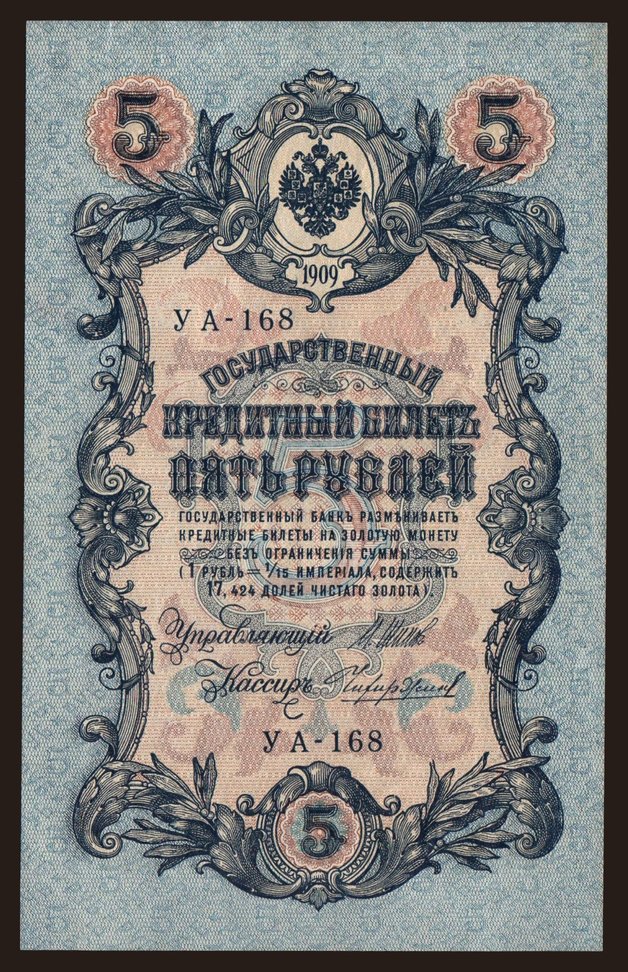 5 5
1909
УА-168
ГОСУДАРСТВЕННЫЙ
КРЕДИТНЫЙ БИЛЕТЪ
ПЯТЬ РУБЛЕЙ
5
ГОСУДАРСТВЕННЫЙ БАНКЪ РАЗМѢНИВАЕТЪ
КРЕДИТНЫЕ БИЛЕТЫ НА ЗОЛОТУЮ МОНЕТУ
БЕЗЪ ОГРАНИЧЕНІЯ СУММЫ
(1 РУБЛЬ = 1/15 ИМПЕРІАЛА, СОДЕРЖИТЪ
17,424 ДОЛЕЙ ЧИСТАГО ЗОЛОТА).
Управляющій
Кассиръ
УА-168
5